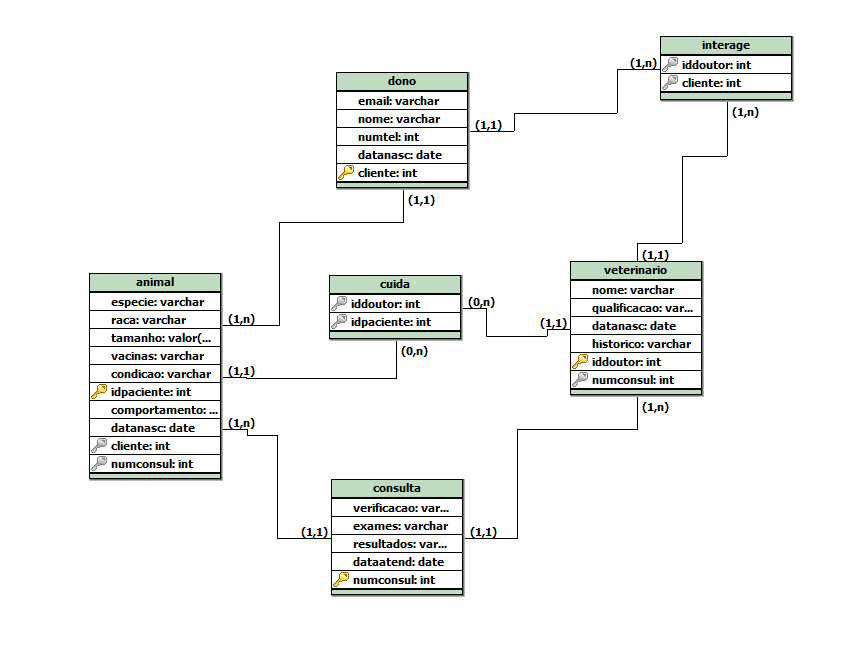 interage
iddoutor: int
cliente: int
(1,n)
(1,n)
dono
email: varchar
nome: varchar
numtel: int
datanasc: date
cliente: int
(1,1)
(1,1)
animal
especie: varchar
raca: varchar
tamanho: valor(...
vacinas: varchar
condicao: varchar
idpaciente: int
comportamento: ...
datanasc: date
cliente: int
numconsul: int
(1,n)
(1,1)
(1,n)
cuida
iddoutor: int
idpaciente: int
(0,n)
(0,n)
veterinario
nome: varchar
qualificacao: var...
datanasc: date
historico: varchar
iddoutor: int
numconsul: int
(1,1)
(1,1)
(1,n)
consulta
verificacao: var...
exames: varchar
resultados: var...
dataatend: date
numconsul: int
(1,1)
(1,1)